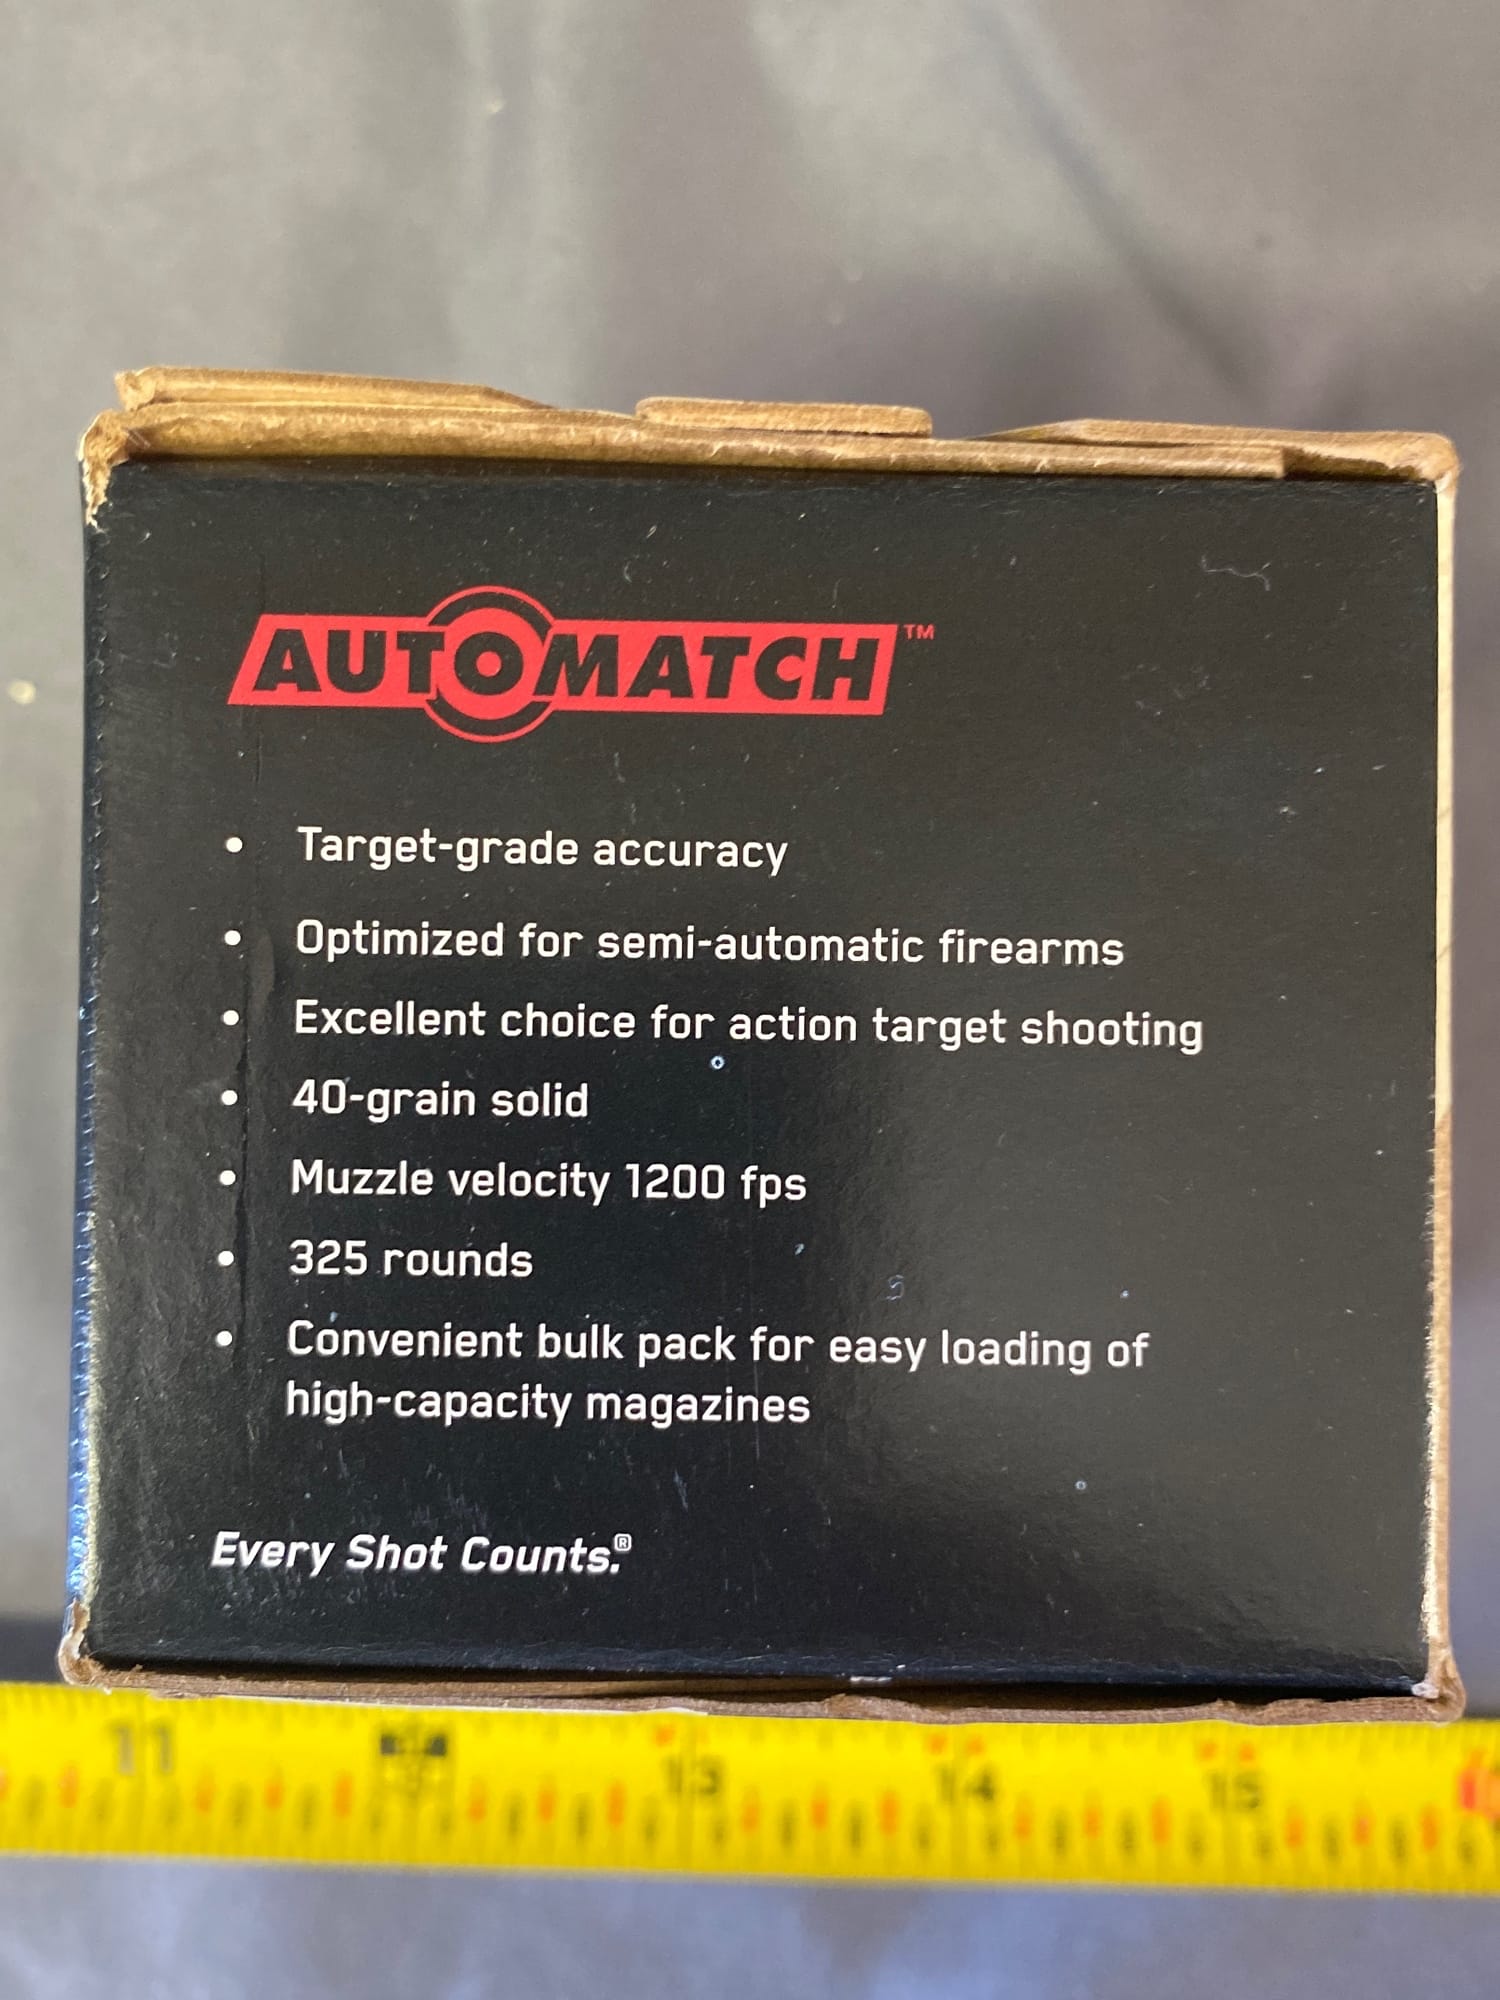 AUTOMATCH™
• Target-grade accuracy
• Optimized for semi-automatic firearms
• Excellent choice for action target shooting
• 40-grain solid
• Muzzle velocity 1200 fps
• 325 rounds
• Convenient bulk pack for easy loading of
high-capacity magazines
Every Shot Counts.®
11 13 14 15